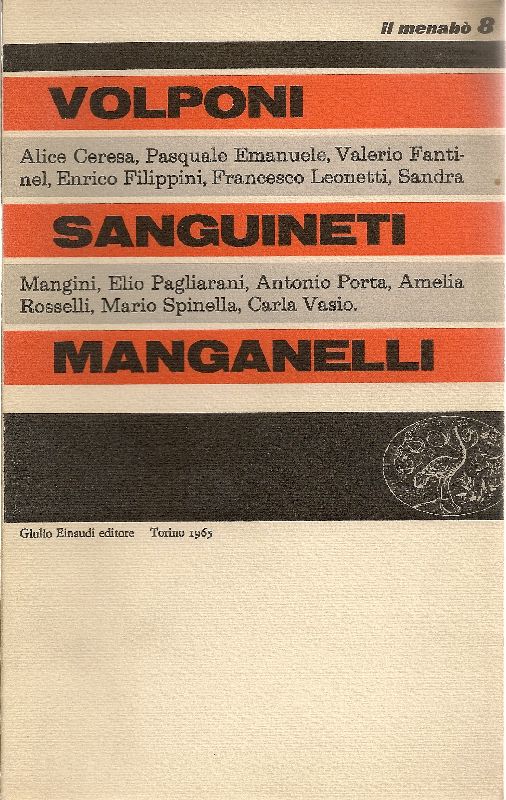 il menabò 8
VOLPONI
Alice Ceresa, Pasquale Emanuele, Valerio Fanti-
nel, Enrico Filippini, Francesco Leonetti, Sandra
SANGUINETI
Mangini, Elio Pagliarani, Antonio Porta, Amelia
Rosselli, Mario Spinella, Carla Vasio.
MANGANELLI
Giulio Einaudi editore Torino 1965